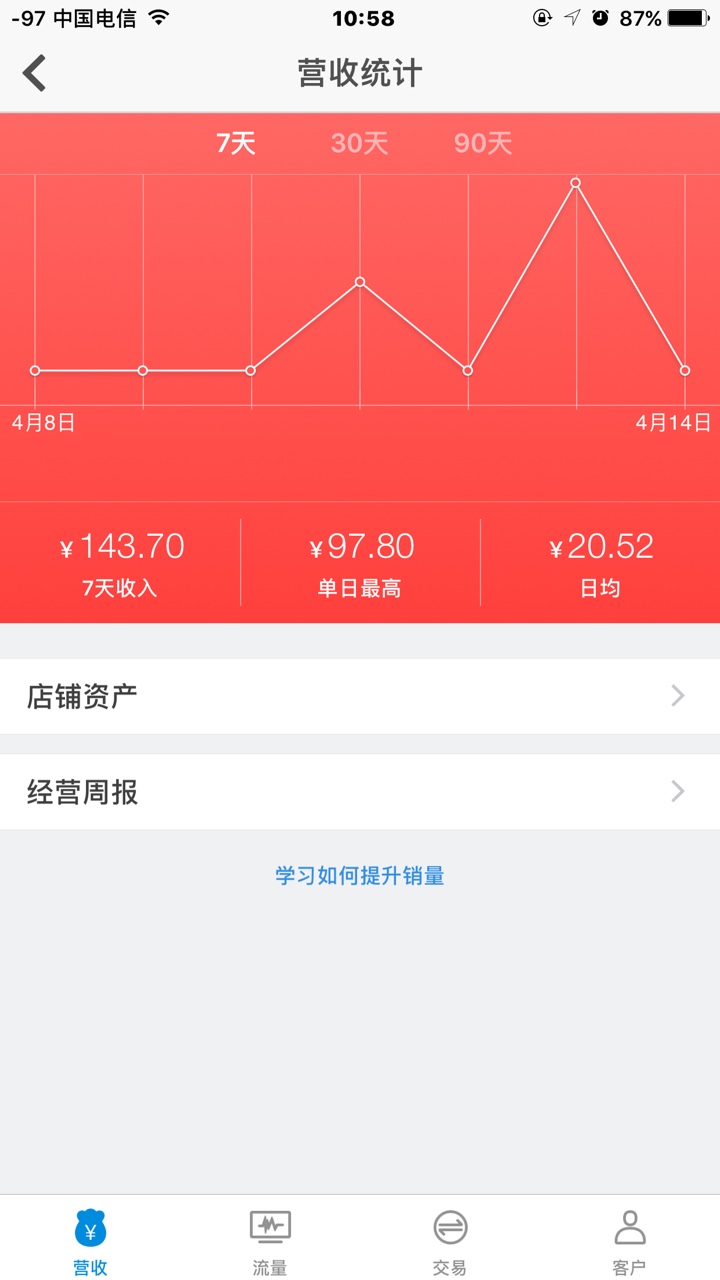 -97 中国电信 10:58 87%
营收统计
7天 30天 90天
4月8日 4月14日
¥143.70 ¥97.80 ¥20.52
7天收入 单日最高 日均
店铺资产
经营周报
学习如何提升销量
¥
营收 流量 交易 客户